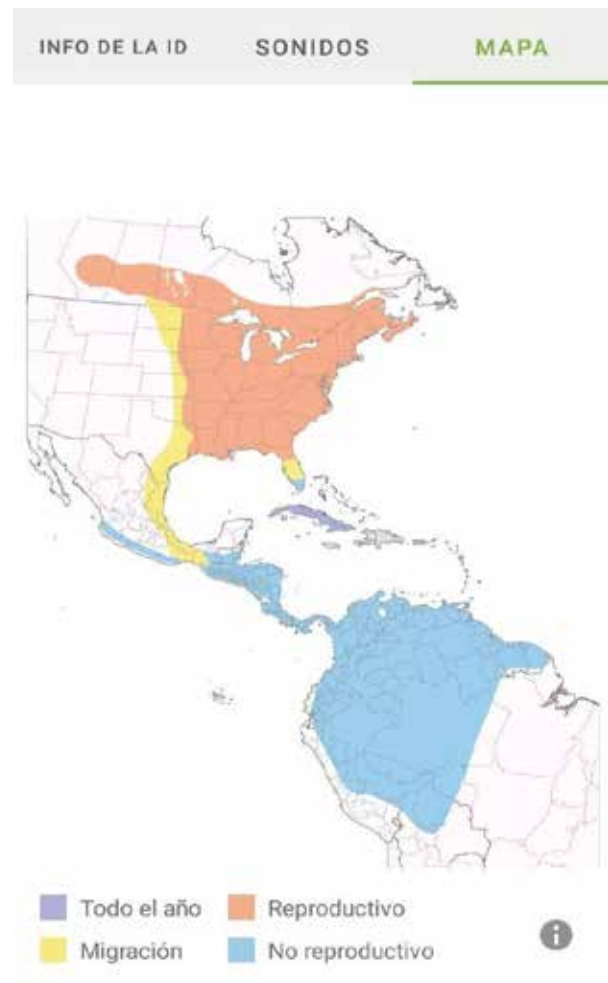 INFO DE LA ID SONIDOS MAPA
Todo el año Reproductivo
Migración No reproductivo